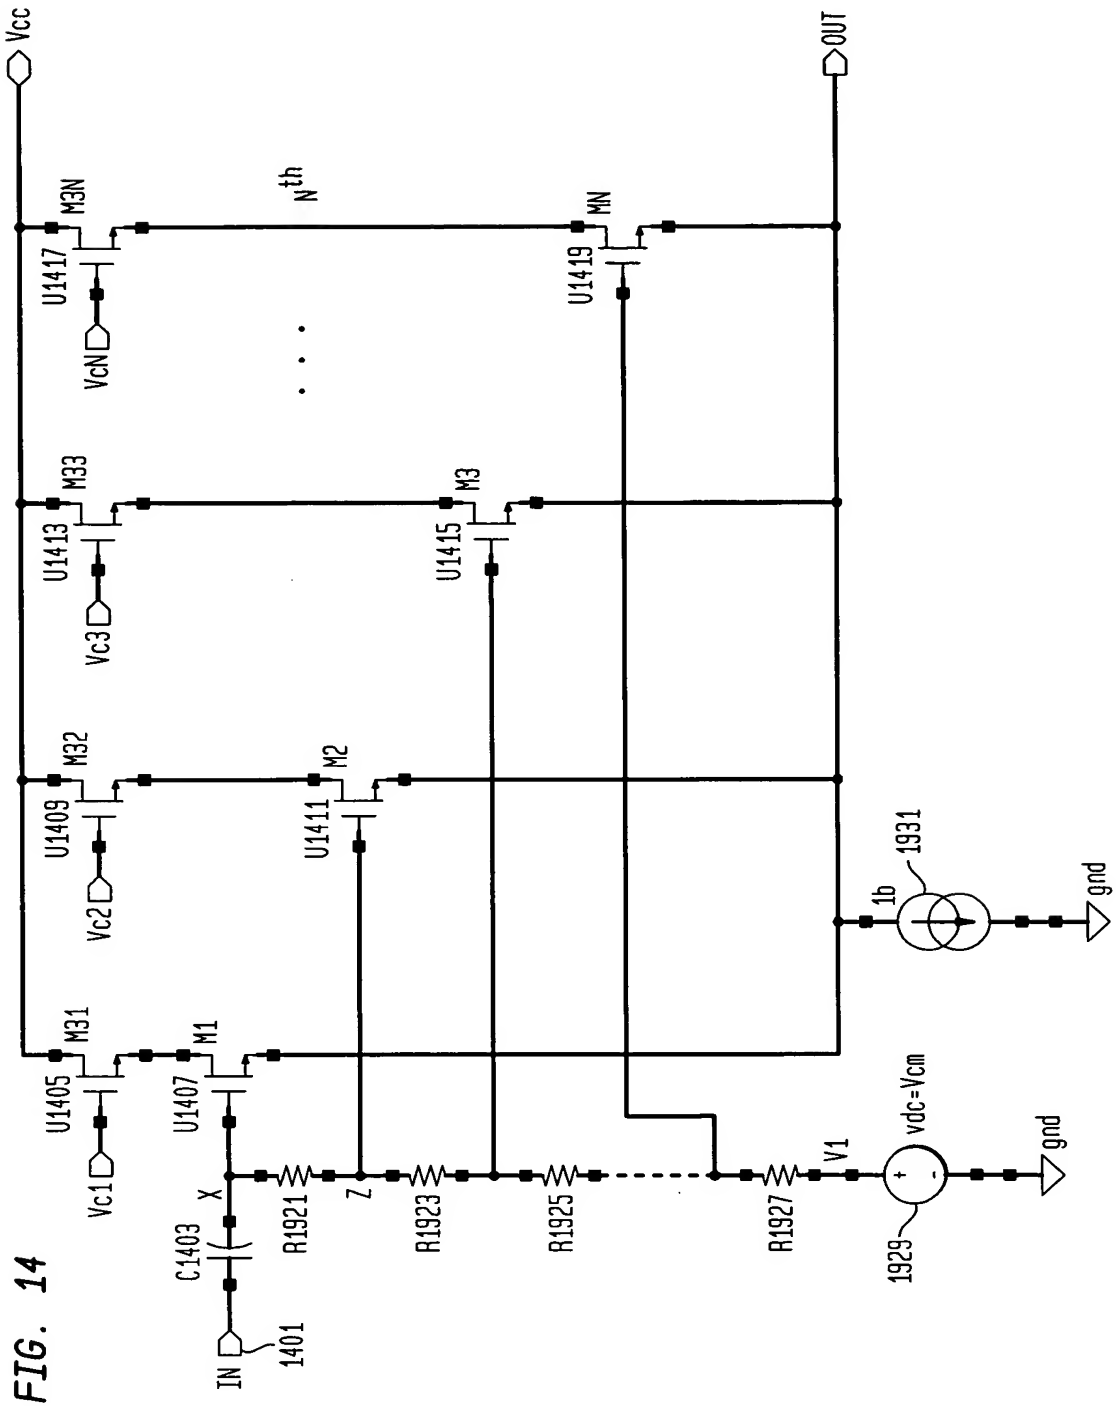 FIG. 14
Vcc
M31
U1405
Vc1
M32
U1409
Vc2
M33
U1413
Vc3
M3N
U1417
VcN
M1
U1407
M2
U1411
M3
U1415
MN
U1419
Nth
. . .
IN
1401
C1403
X
R1921
Z
R1923
R1925
R1927
V1
+
-
vdc=Vcm
1929
gnd
1b
1931
gnd
OUT